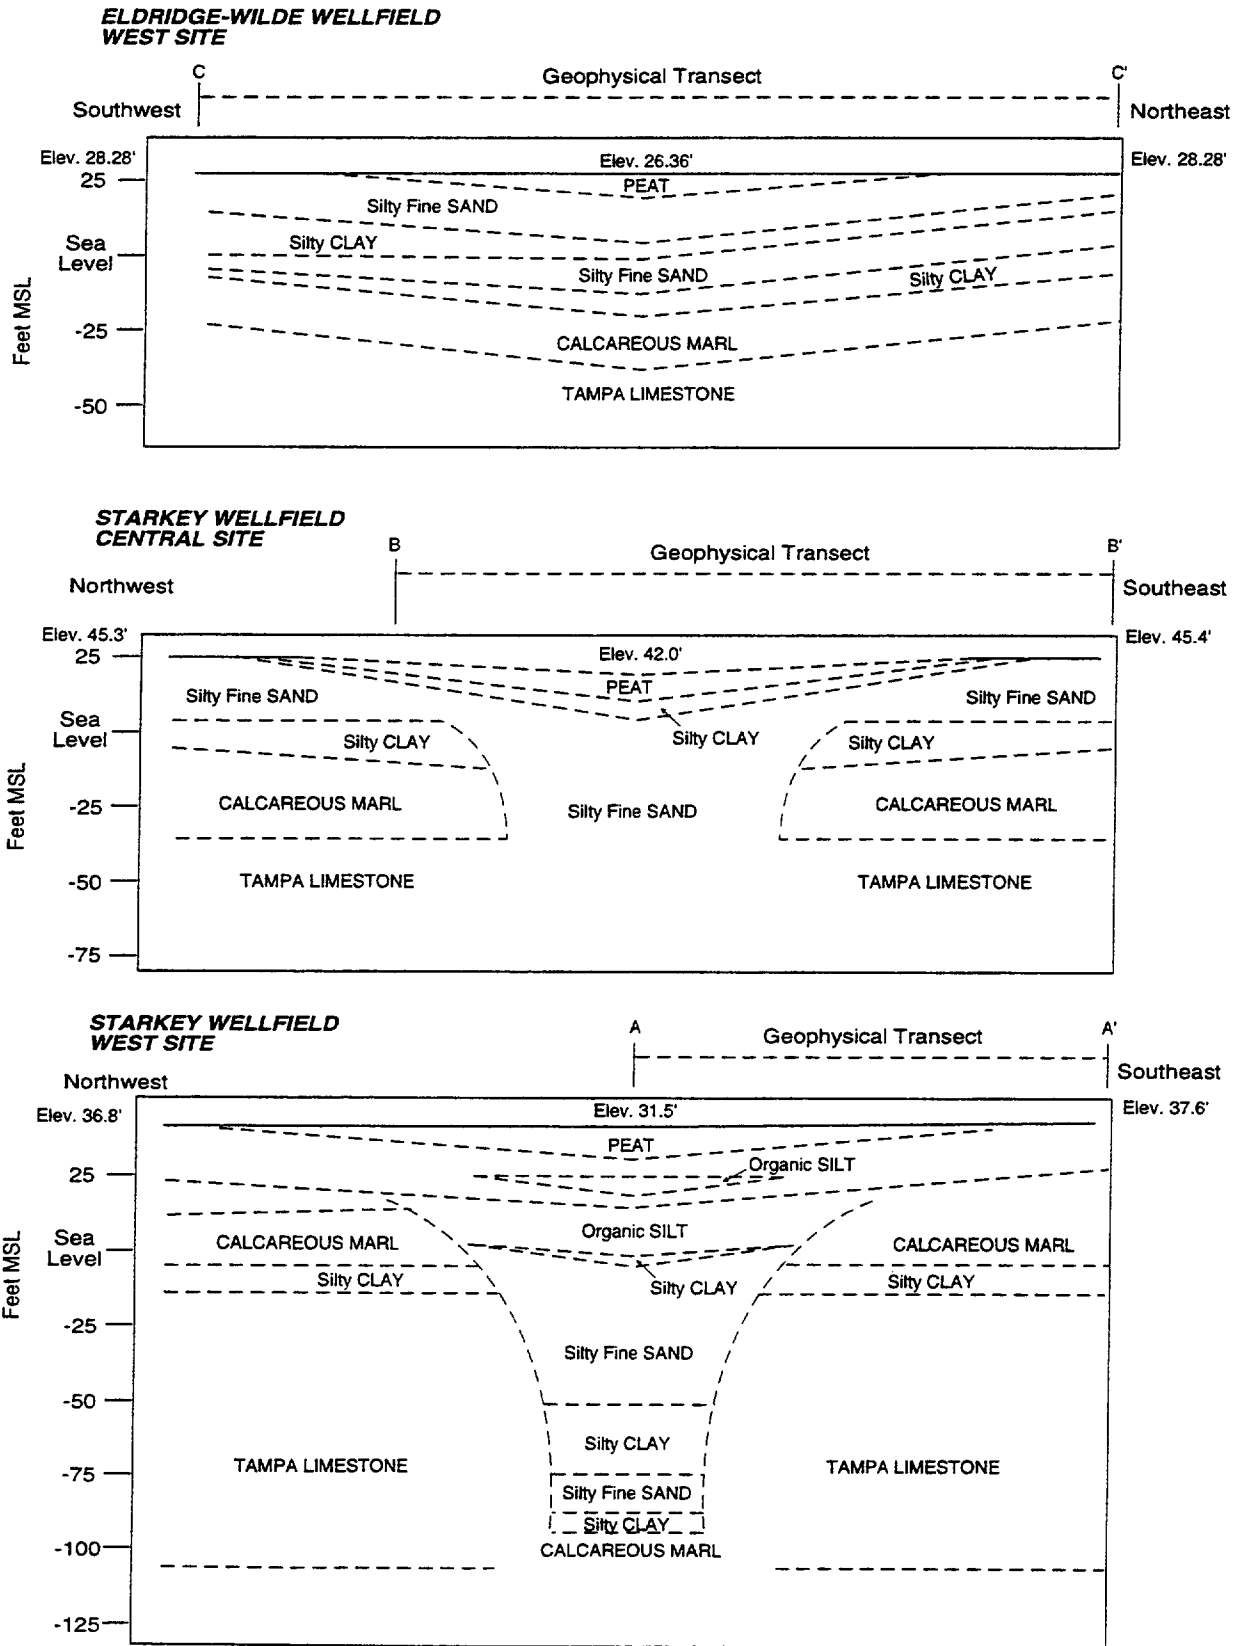 ELDRIDGE-WILDE WELLFIELD
WEST SITE
C
Geophysical Transect
C'
Southwest
Northeast
Elev. 28.28'
Elev. 26.36'
Elev. 28.28'
25
PEAT
Silty Fine SAND
Sea
Level
Silty CLAY
Silty Fine SAND
Silty CLAY
Feet MSL
-25
CALCAREOUS MARL
TAMPA LIMESTONE
-50
STARKEY WELLFIELD
CENTRAL SITE
B
Geophysical Transect
B'
Northwest
Southeast
Elev. 45.3'
Elev. 42.0'
Elev. 45.4'
25
PEAT
Silty Fine SAND
Silty Fine SAND
Sea
Level
Silty CLAY
Silty CLAY
Silty CLAY
Feet MSL
-25
CALCAREOUS MARL
Silty Fine SAND
CALCAREOUS MARL
-50
TAMPA LIMESTONE
TAMPA LIMESTONE
-75
STARKEY WELLFIELD
WEST SITE
A
Geophysical Transect
A'
Northwest
Southeast
Elev. 36.8'
Elev. 31.5'
Elev. 37.6'
PEAT
Organic SILT
25
Organic SILT
Sea
Level
CALCAREOUS MARL
CALCAREOUS MARL
Silty CLAY
Silty CLAY
Silty CLAY
Feet MSL
-25
Silty Fine SAND
-50
Silty CLAY
TAMPA LIMESTONE
TAMPA LIMESTONE
-75
Silty Fine SAND
Silty CLAY
-100
CALCAREOUS MARL
-125